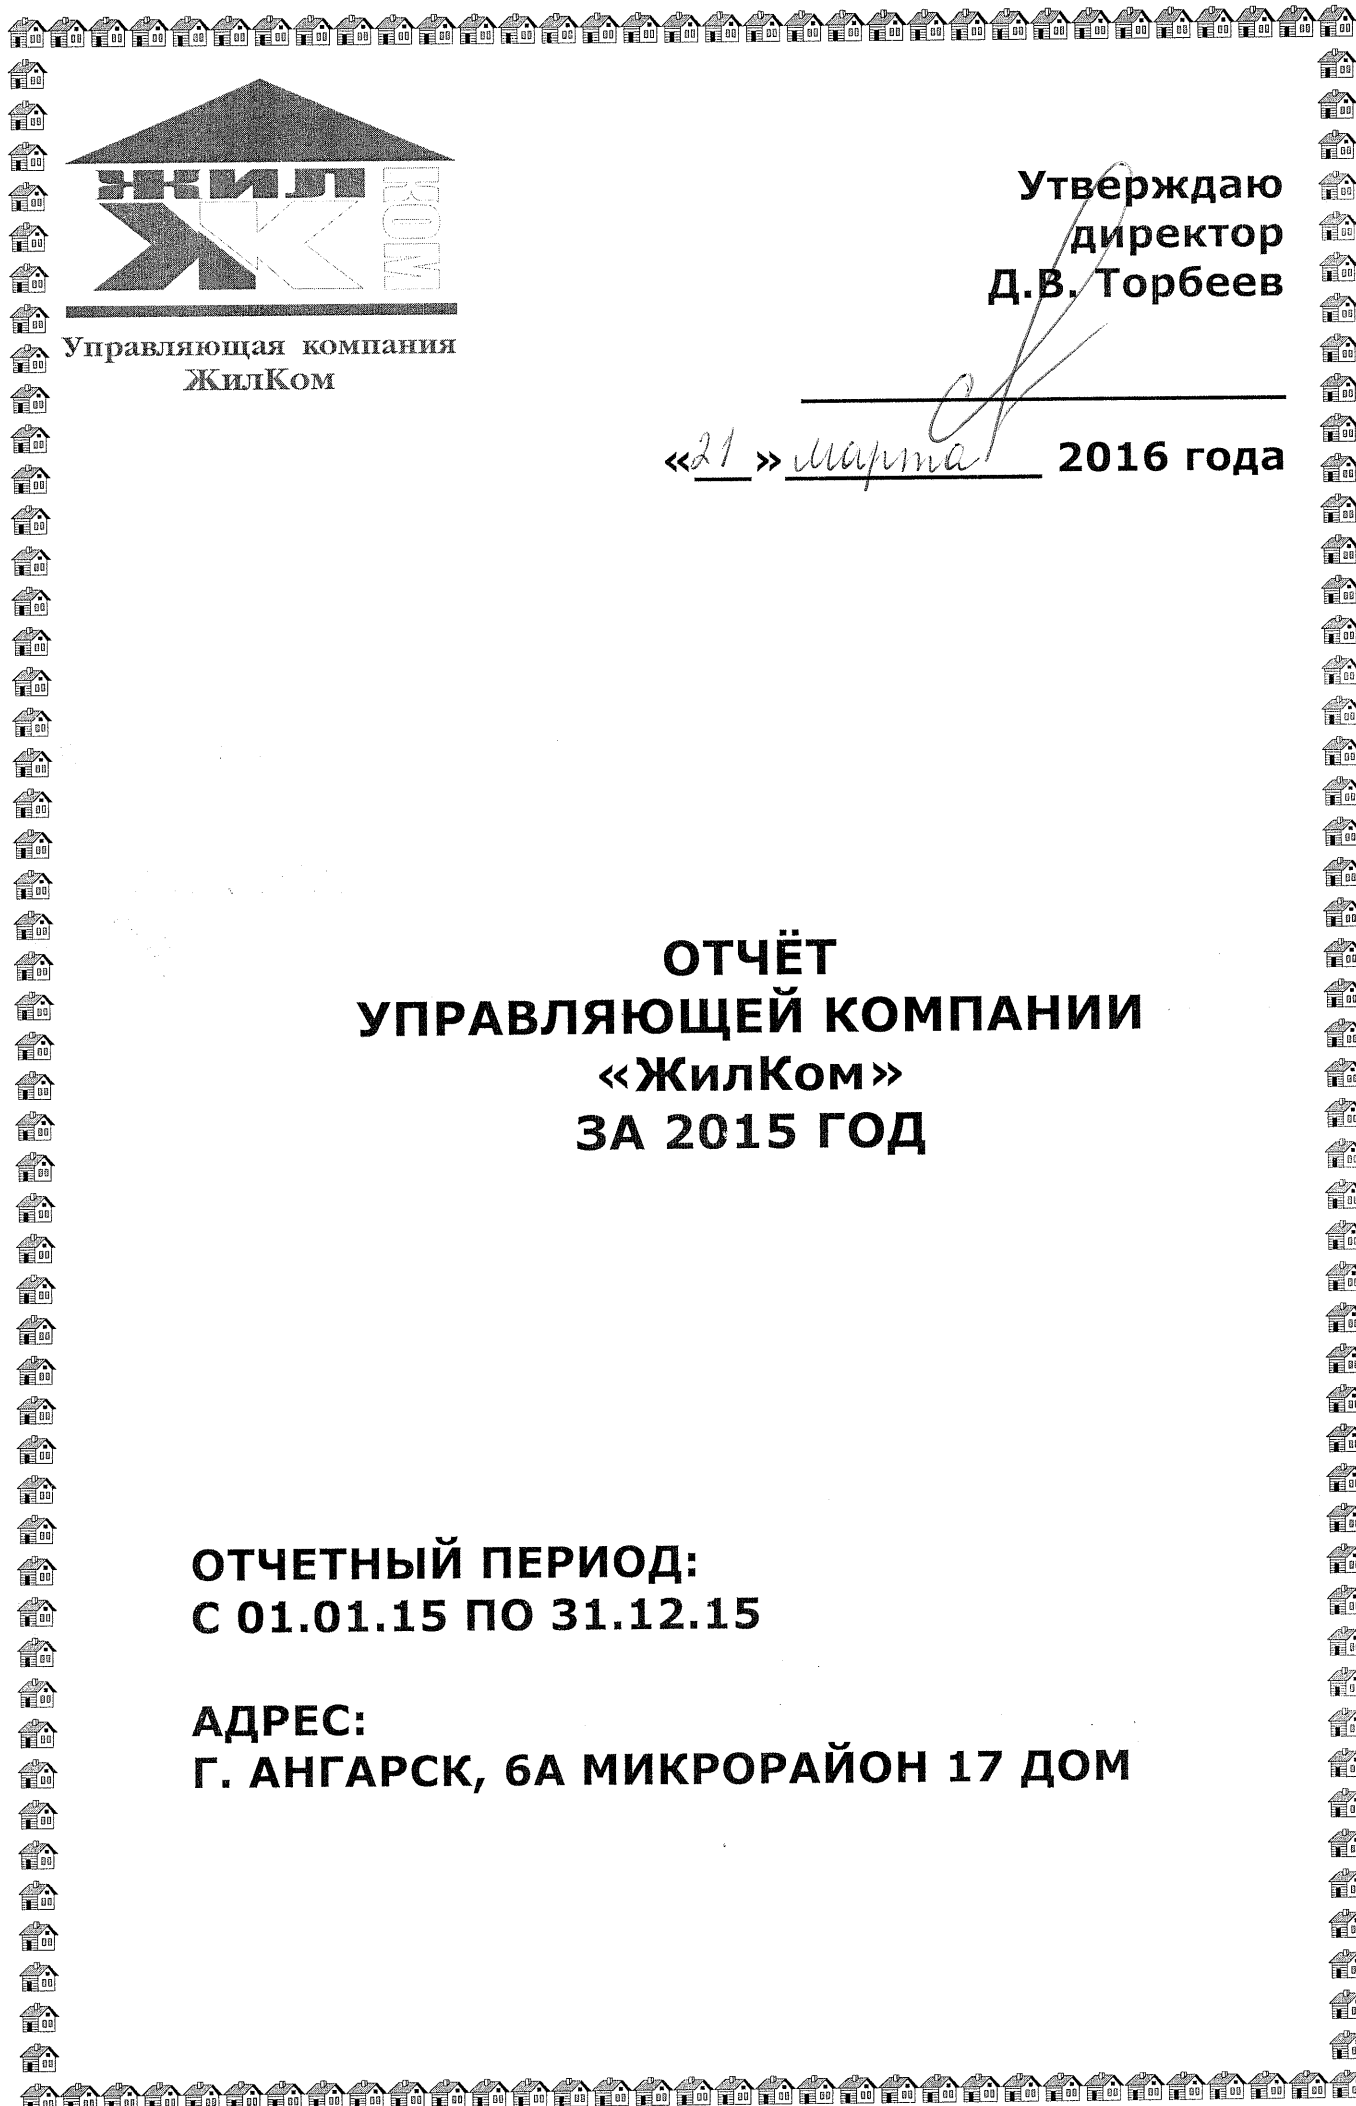 ЖИЛ
КОМ
Управляющая компания
ЖилКом
Утверждаю
директор
Д.В. Торбеев
«21» марта 2016 года
ОТЧЁТ
УПРАВЛЯЮЩЕЙ КОМПАНИИ
«ЖилКом»
ЗА 2015 ГОД
ОТЧЕТНЫЙ ПЕРИОД:
С 01.01.15 ПО 31.12.15
АДРЕС:
Г. АНГАРСК, 6А МИКРОРАЙОН 17 ДОМ